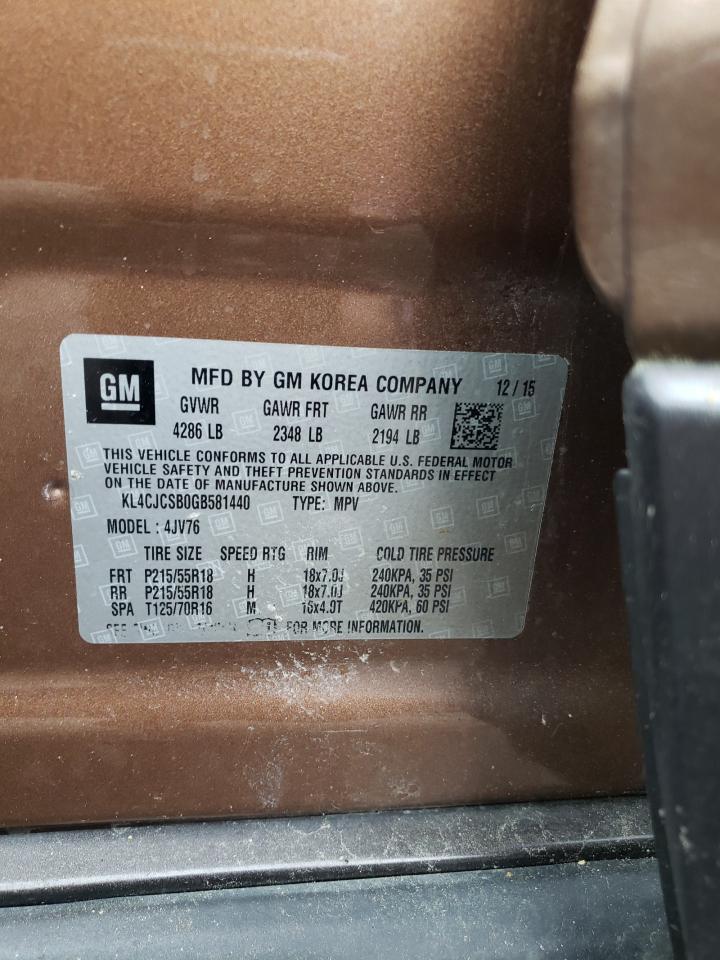 GM MFD BY GM KOREA COMPANY 12 / 15
GVWR GAWR FRT GAWR RR
4286 LB 2348 LB 2194 LB
THIS VEHICLE CONFORMS TO ALL APPLICABLE U.S. FEDERAL MOTOR
VEHICLE SAFETY AND THEFT PREVENTION STANDARDS IN EFFECT
ON THE DATE OF MANUFACTURE SHOWN ABOVE.
KL4CJCSB0GB581440 TYPE: MPV
MODEL : 4JV76
TIRE SIZE SPEED RTG RIM COLD TIRE PRESSURE
FRT P215/55R18 H 18x7.0J 240KPA, 35 PSI
RR P215/55R18 H 18x7.0J 240KPA, 35 PSI
SPA T125/70R16 M 16x4.0T 420KPA, 60 PSI
SEE FOR MORE INFORMATION.